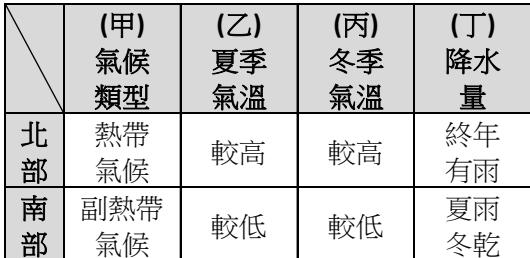 (甲) (乙) (丙) (丁)
氣候 夏季 冬季 降水
類型 氣溫 氣溫 量
北 熱帶 較高 較高 終年
部 氣候 有雨
南 副熱帶 較低 較低 夏雨
部 氣候 冬乾